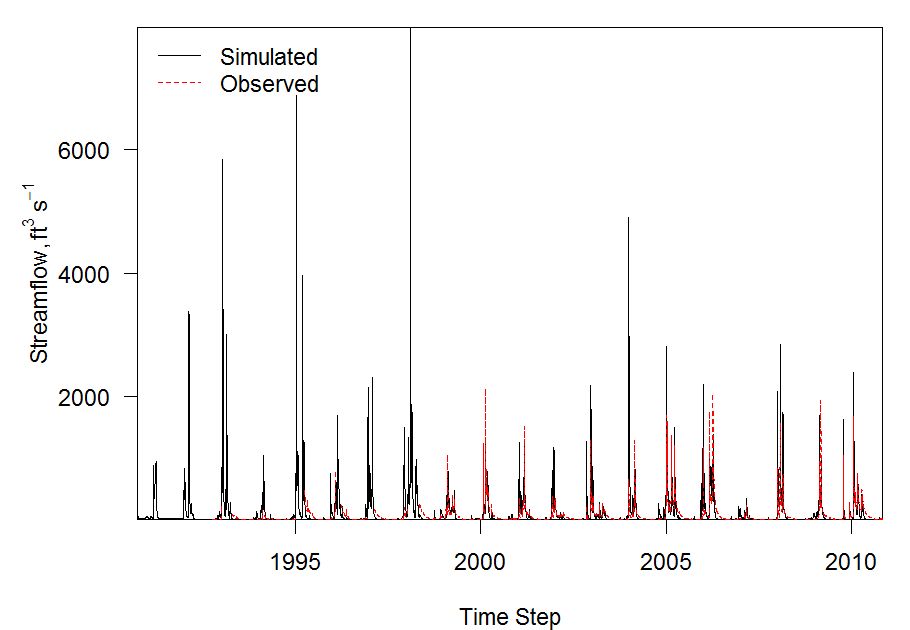 Simulated
Observed
6000
4000
2000
Streamflow, ft³ s⁻¹
1995 2000 2005 2010
Time Step